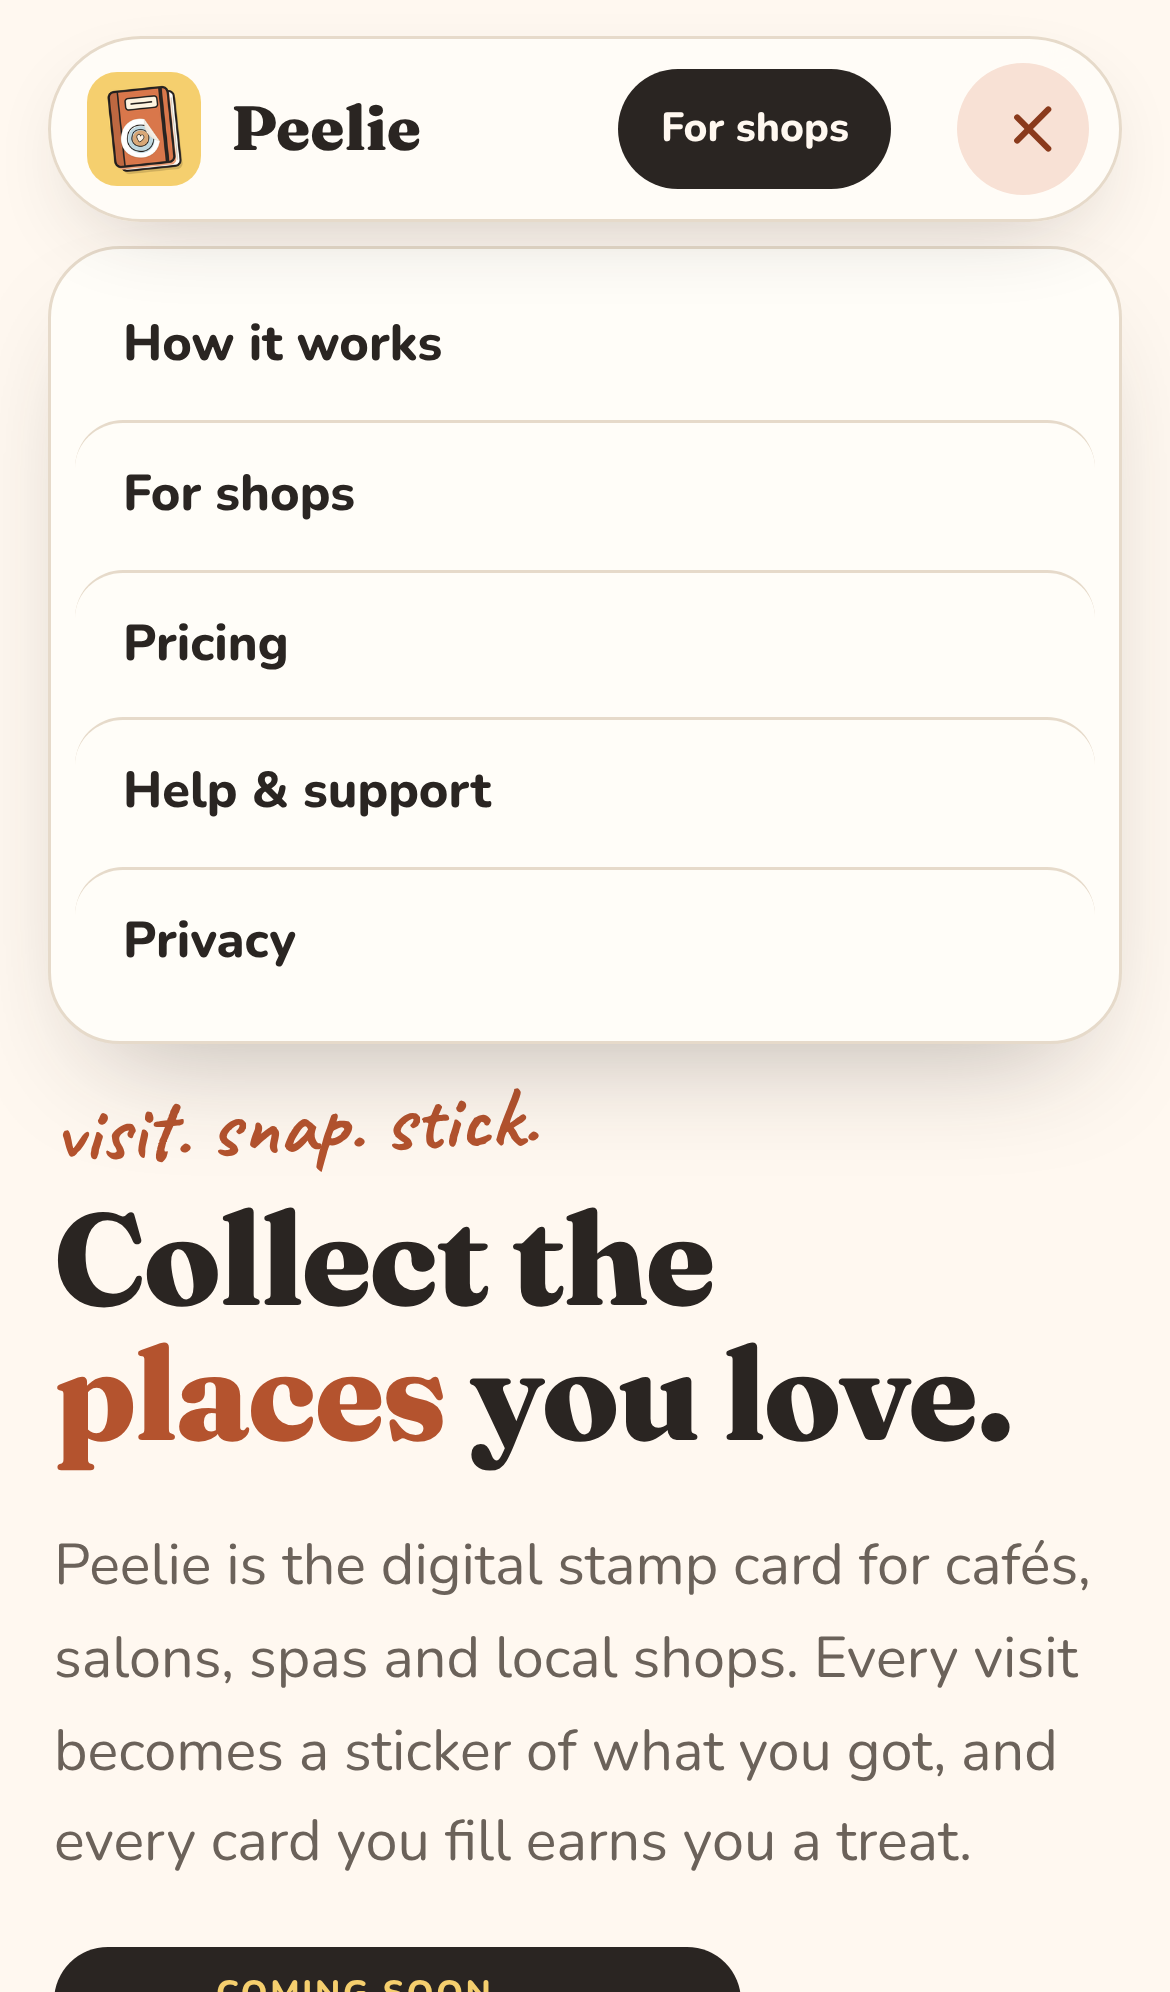 Peelie
For shops
How it works
For shops
Pricing
Help & support
Privacy
visit. snap. stick.
Collect the
places you love.
Peelie is the digital stamp card for cafés,
salons, spas and local shops. Every visit
becomes a sticker of what you got, and
every card you fill earns you a treat.
COMING SOON